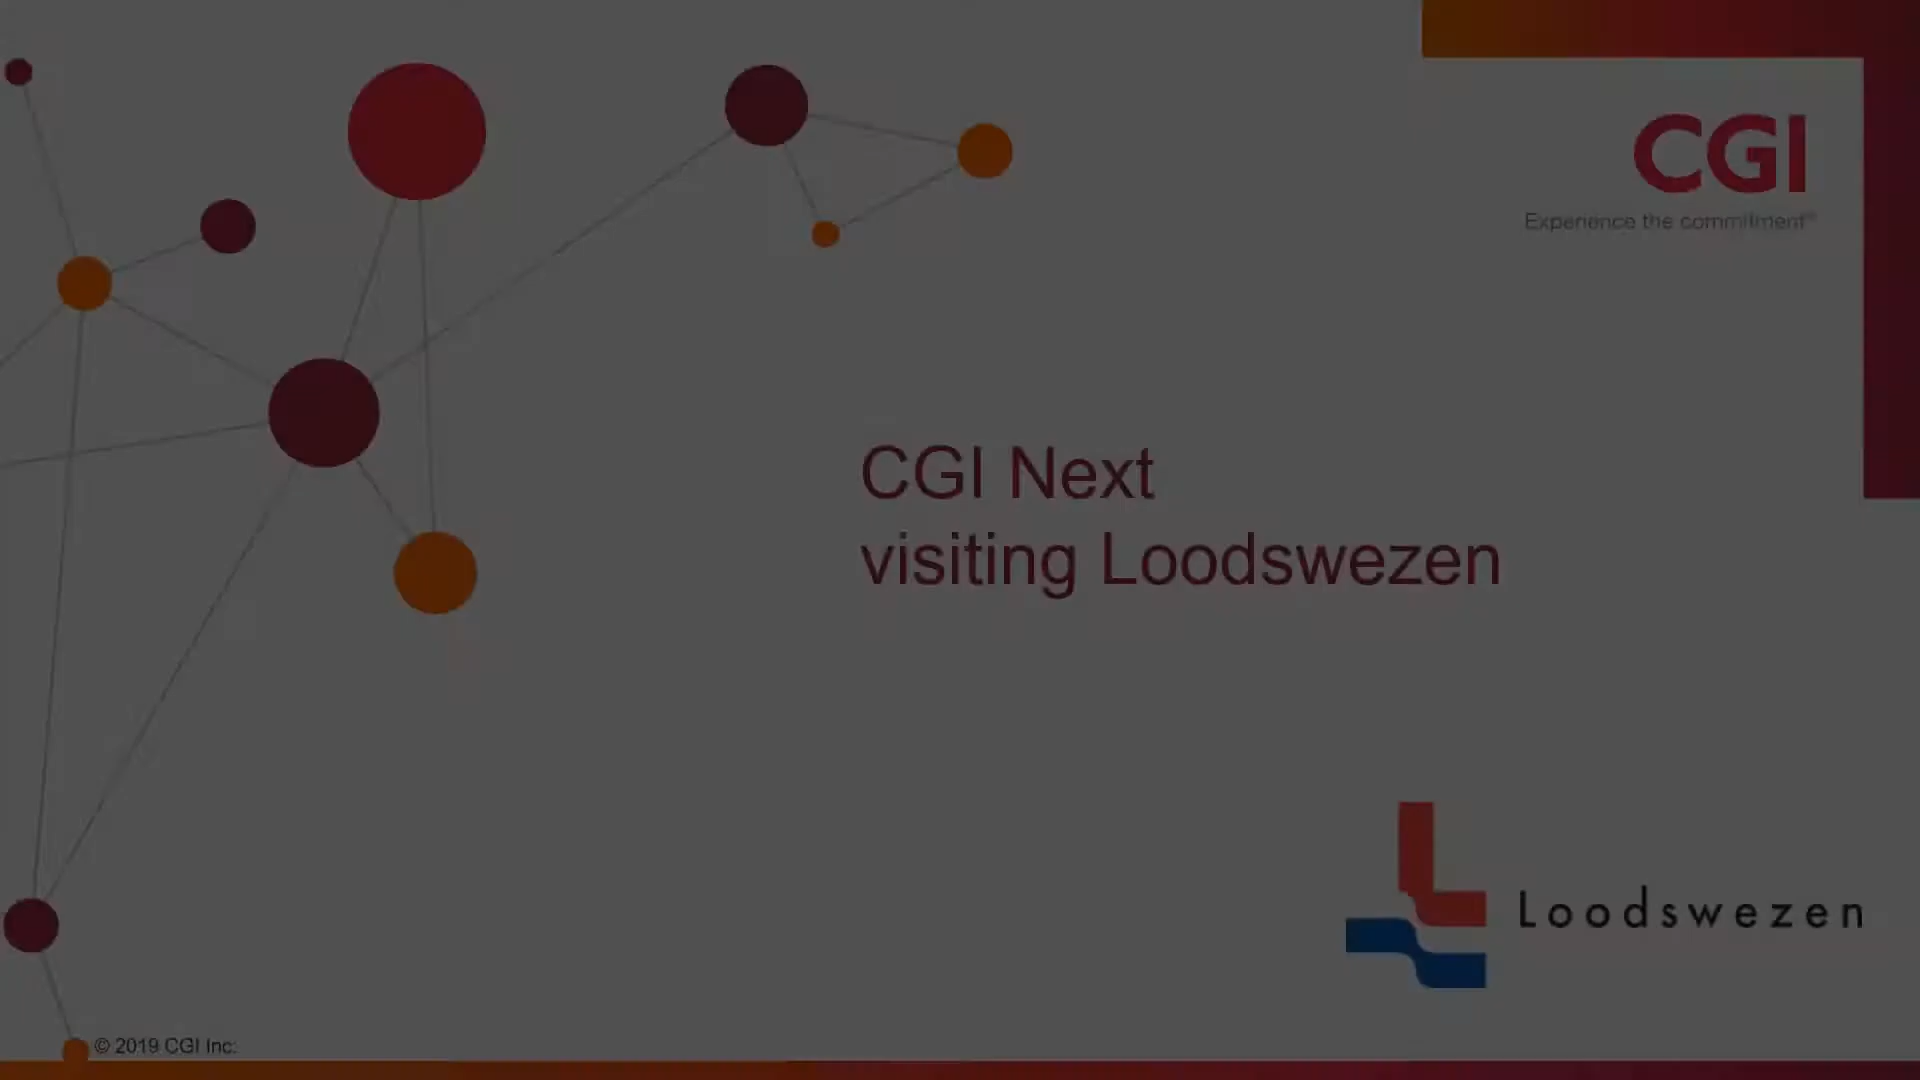 CGI
Experience the commitment®
CGI Next
visiting Loodswezen
Loodswezen
© 2019 CGI Inc.